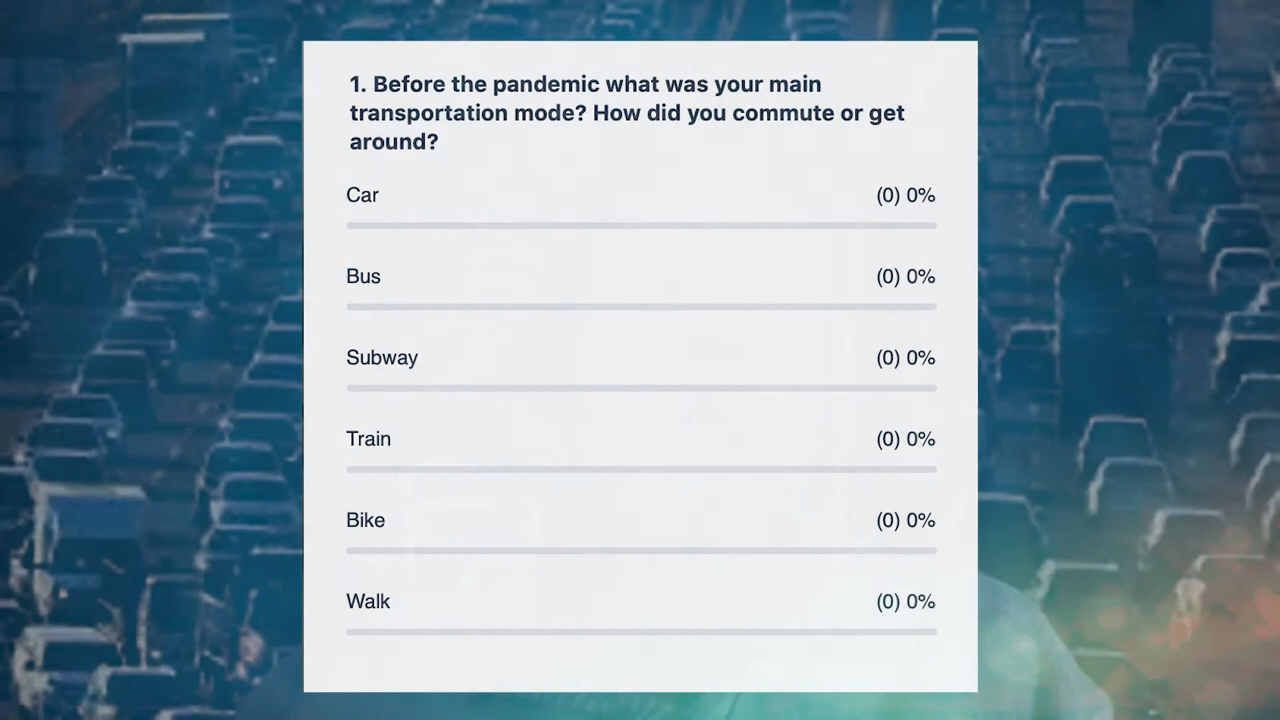 1. Before the pandemic what was your main
transportation mode? How did you commute or get
around?
Car (0) 0%
Bus (0) 0%
Subway (0) 0%
Train (0) 0%
Bike (0) 0%
Walk (0) 0%